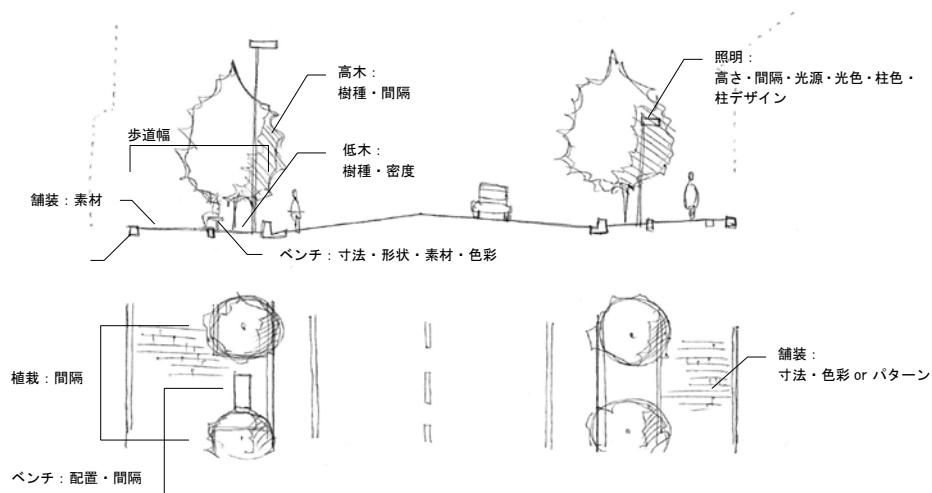 高木：
樹種・間隔
照明：
高さ・間隔・光源・光色・柱色・
柱デザイン
歩道幅
低木：
樹種・密度
舗装：素材
ベンチ：寸法・形状・素材・色彩
植栽：間隔
舗装：
寸法・色彩 or パターン
ベンチ：配置・間隔